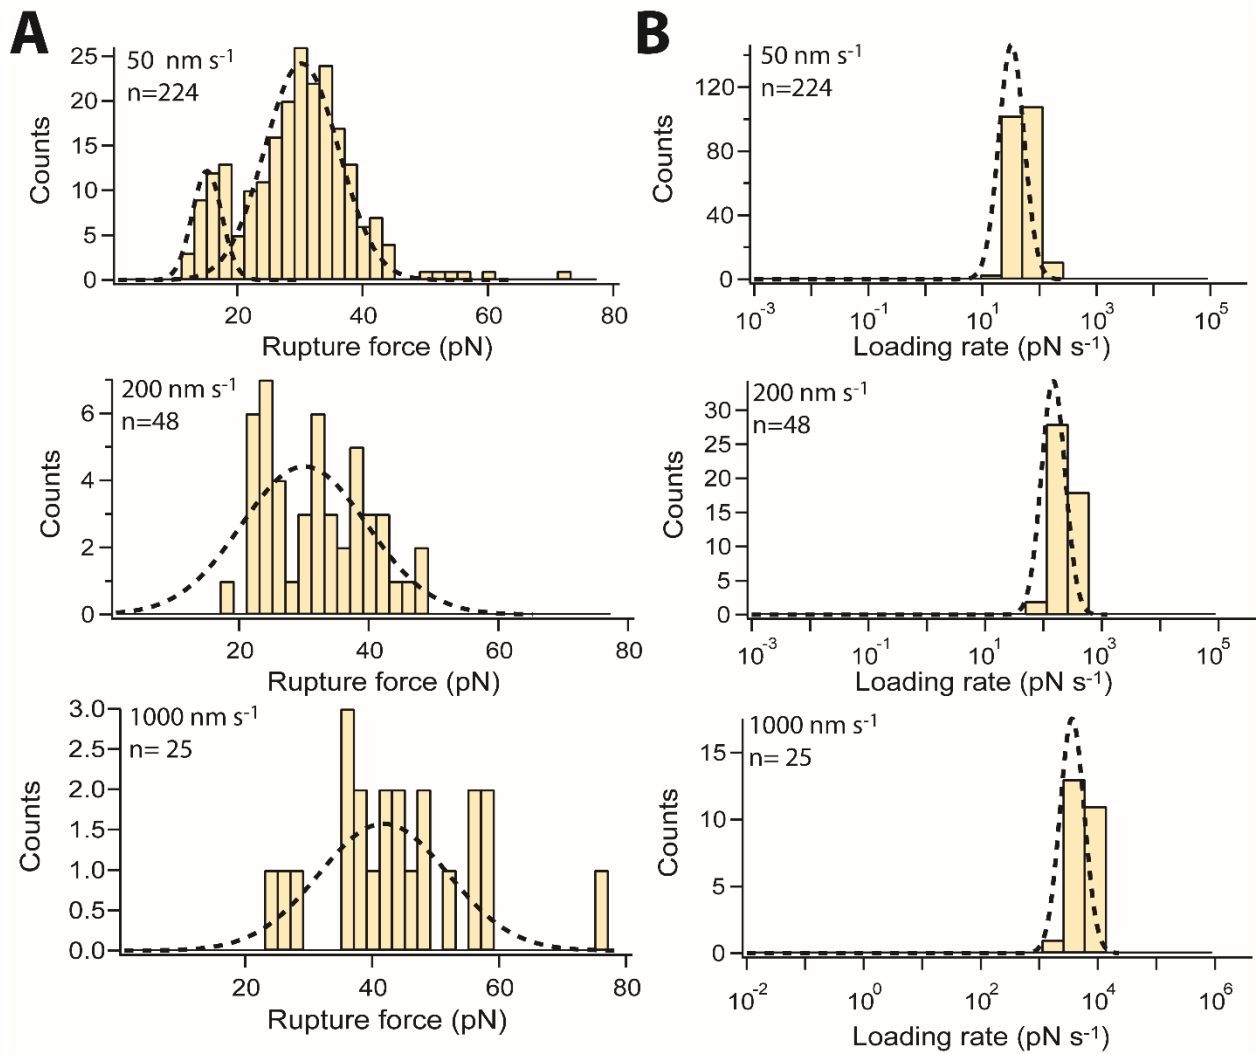 A
50 nm s-1
n=224
Counts
25
20
15
10
5
0
20
40
60
80
Rupture force (pN)
200 nm s-1
n=48
Counts
6
4
2
0
20
40
60
80
Rupture force (pN)
1000 nm s-1
n= 25
Counts
3.0
2.5
2.0
1.5
1.0
0.5
0.0
20
40
60
80
Rupture force (pN)
B
50 nm s-1
n=224
Counts
120
80
40
0
10-3
10-1
101
103
105
Loading rate (pN s-1)
200 nm s-1
n=48
Counts
30
25
20
15
10
5
0
10-3
10-1
101
103
105
Loading rate (pN s-1)
1000 nm s-1
n= 25
Counts
15
10
5
0
10-2
100
102
104
106
Loading rate (pN s-1)